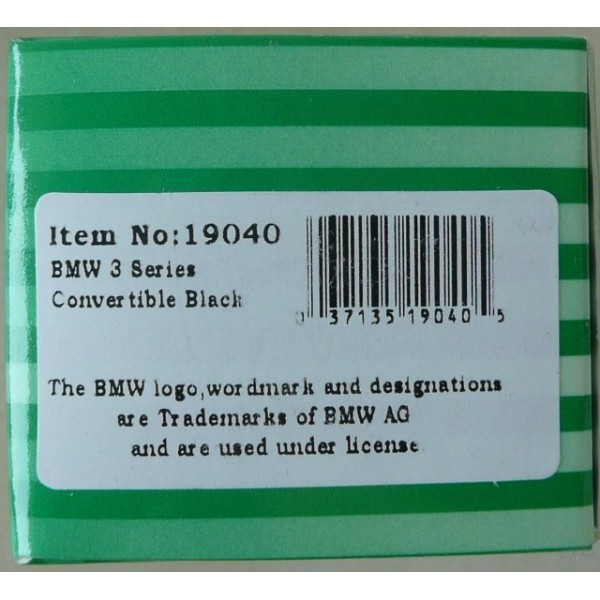 Item No:19040
BMW 3 Series
Convertible Black
0 37135 19040 5
The BMW logo,wordmark and designations
are Trademarks of BMW AG
and are used under license